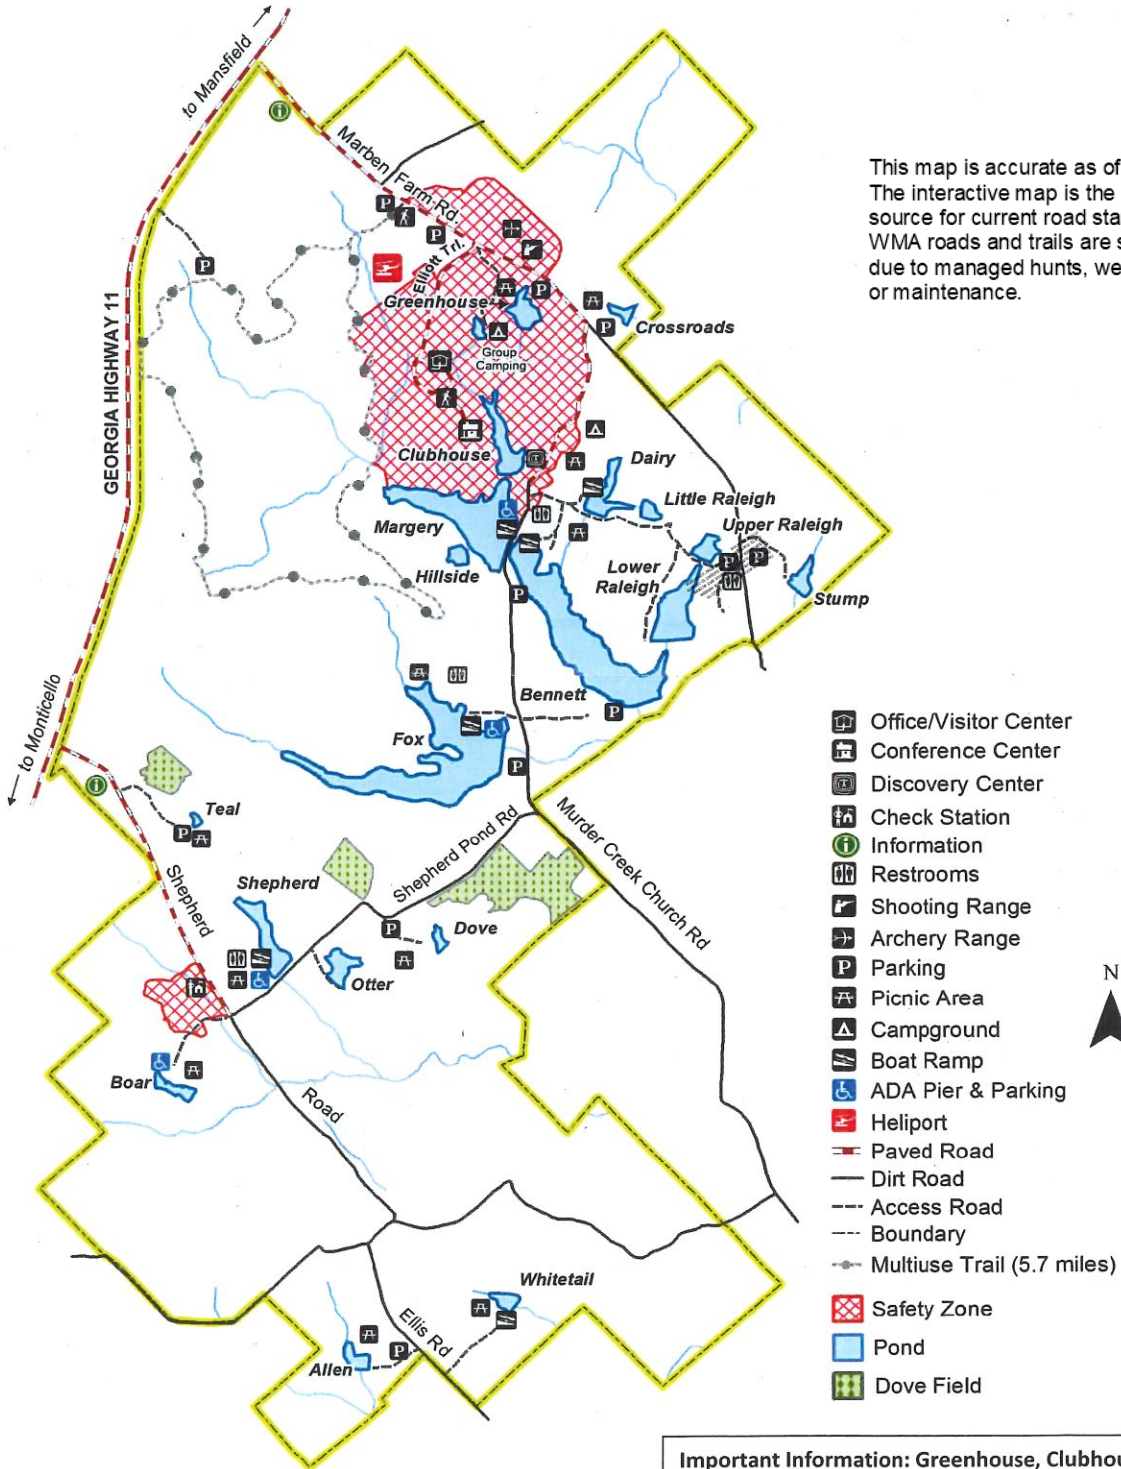 to Mansfield
Marben Farm Rd.
Elliott Trl.
GEORGIA HIGHWAY 11
Greenhouse
Crossroads
Group
Camping
Clubhouse
Dairy
Little Raleigh
Upper Raleigh
Margery
Lower
Raleigh
Hillside
Stump
to Monticello
Bennett
Fox
Teal
Shepherd Pond Rd
Murder Creek Church Rd
Shepherd
Shepherd
Dove
Otter
Boar
Road
Whitetail
Ellis Rd
Allen
This map is accurate as of
The interactive map is the
source for current road sta
WMA roads and trails are s
due to managed hunts, we
or maintenance.
Office/Visitor Center
Conference Center
Discovery Center
Check Station
i Information
Restrooms
Shooting Range
Archery Range
P Parking
Picnic Area
Campground
Boat Ramp
ADA Pier & Parking
Heliport
Paved Road
Dirt Road
Access Road
Boundary
Multiuse Trail (5.7 miles)
Safety Zone
Pond
Dove Field
N
Important Information: Greenhouse, Clubhou